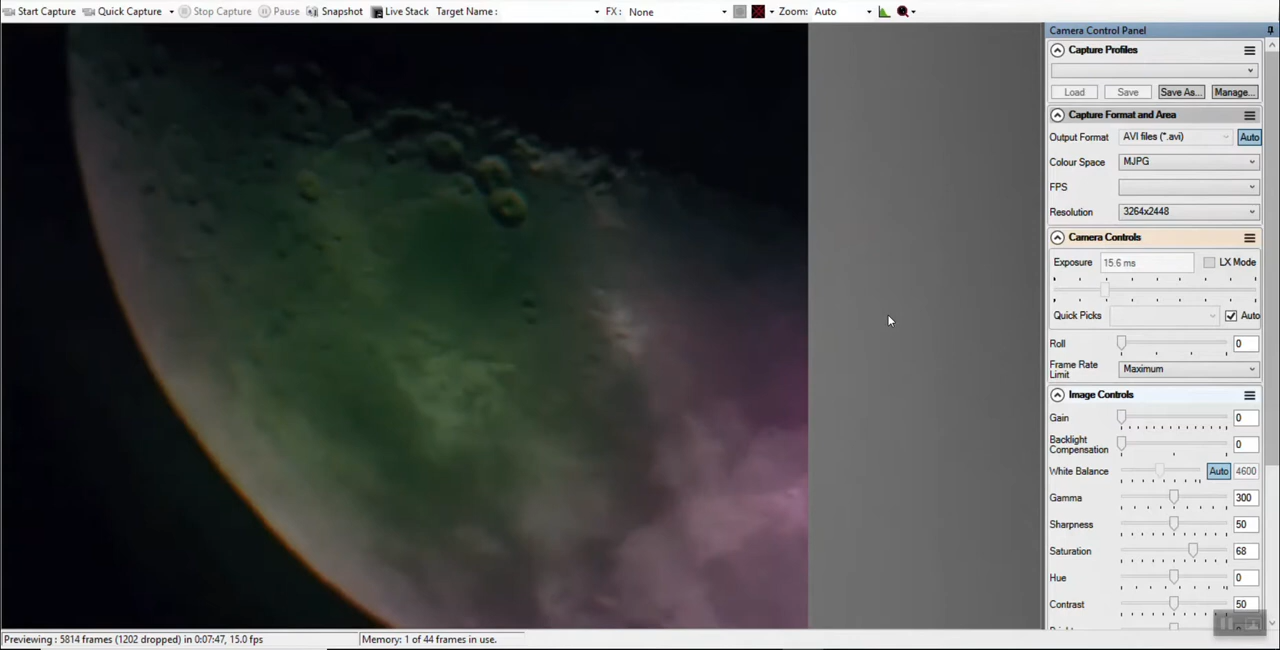 Start Capture Quick Capture Stop Capture Pause Snapshot Live Stack Target Name : FX : None Zoom: Auto
Camera Control Panel
Capture Profiles
Load Save Save As... Manage...
Capture Format and Area
Output Format AVI files (*.avi) Auto
Colour Space MJPG
FPS
Resolution 3264x2448
Camera Controls
Exposure 15.6 ms LX Mode
Quick Picks Auto
Roll 0
Frame Rate
Limit Maximum
Image Controls
Gain 0
Backlight
Compensation 0
White Balance Auto 4600
Gamma 300
Sharpness 50
Saturation 68
Hue 0
Contrast 50
Previewing : 5814 frames (1202 dropped) in 0:07:47, 15.0 fps Memory: 1 of 44 frames in use.